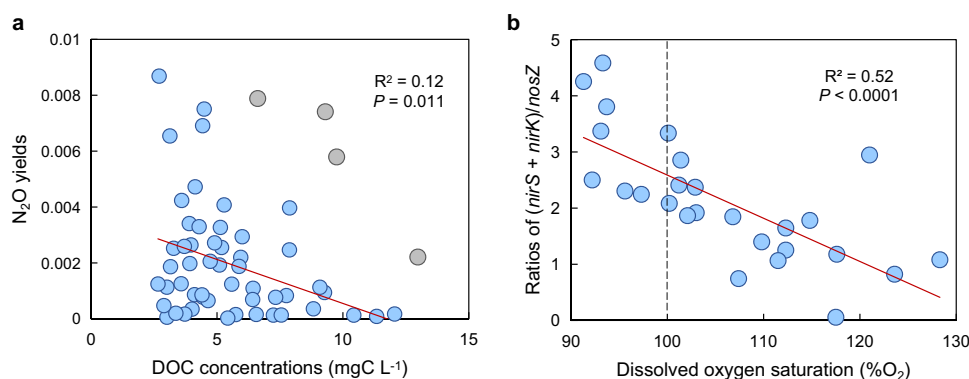 a
N₂O yields
0.01
0.008
0.006
0.004
0.002
0
R² = 0.12
P = 0.011
0 5 10 15
DOC concentrations (mgC L⁻¹)
b
Ratios of (nirS + nirK)/nosZ
5
4
3
2
1
0
R² = 0.52
P < 0.0001
90 100 110 120 130
Dissolved oxygen saturation (%O₂)